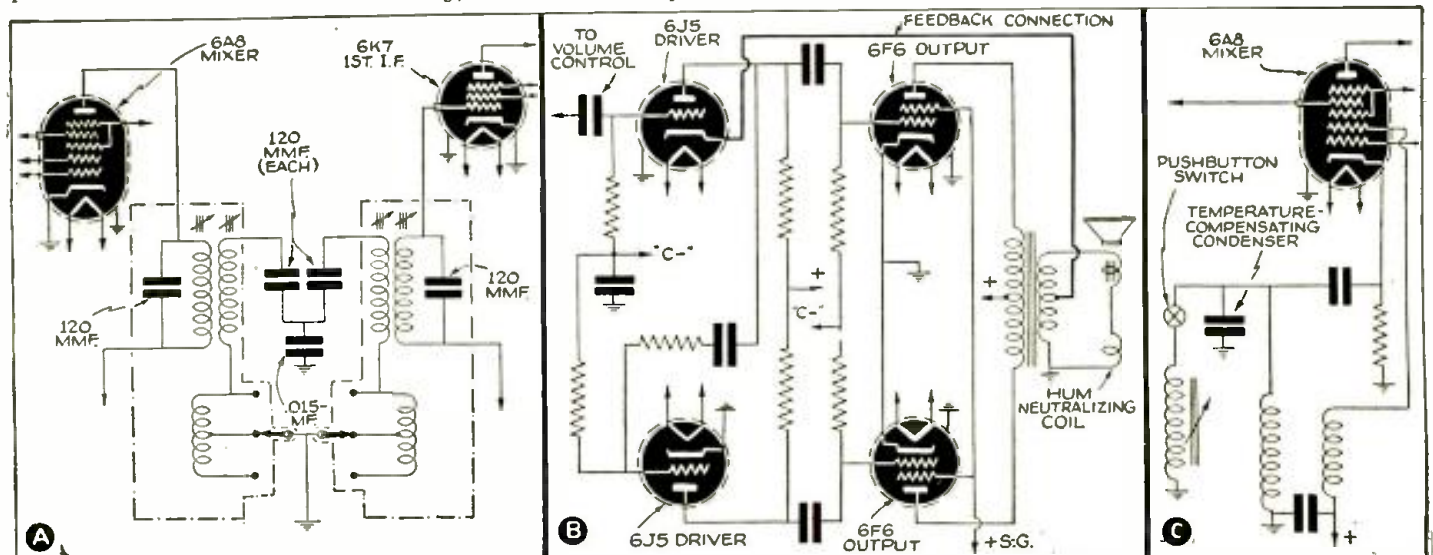 6A8
MIXER
6K7
1ST. I.F.
120
MMF.
(EACH)
120
MMF.
120
MMF.
.015-
MF.
A
TO
VOLUME
CONTROL
6J5
DRIVER
FEEDBACK CONNECTION
6F6 OUTPUT
"C-"
+
"C-"
+
HUM
NEUTRALIZING
COIL
6J5 DRIVER
6F6
OUTPUT
+S.G.
B
6A8
MIXER
PUSHBUTTON
SWITCH
TEMPERATURE-
COMPENSATING
CONDENSER
+
C